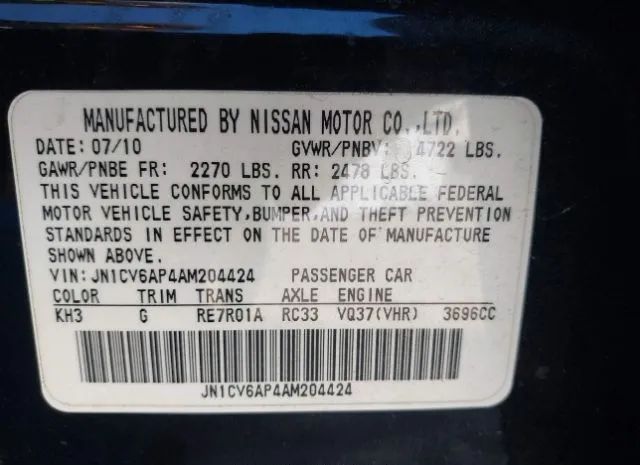 MANUFACTURED BY NISSAN MOTOR CO.,LTD.
DATE: 07/10 GVWR/PNBV: 4722 LBS.
GAWR/PNBE FR: 2270 LBS. RR: 2478 LBS.
THIS VEHICLE CONFORMS TO ALL APPLICABLE FEDERAL
MOTOR VEHICLE SAFETY,BUMPER,AND THEFT PREVENTION
STANDARDS IN EFFECT ON THE DATE OF MANUFACTURE
SHOWN ABOVE.
VIN: JN1CV6AP4AM204424 PASSENGER CAR
COLOR TRIM TRANS AXLE ENGINE
KH3 G RE7R01A RC33 VQ37(VHR) 3696CC
JN1CV6AP4AM204424